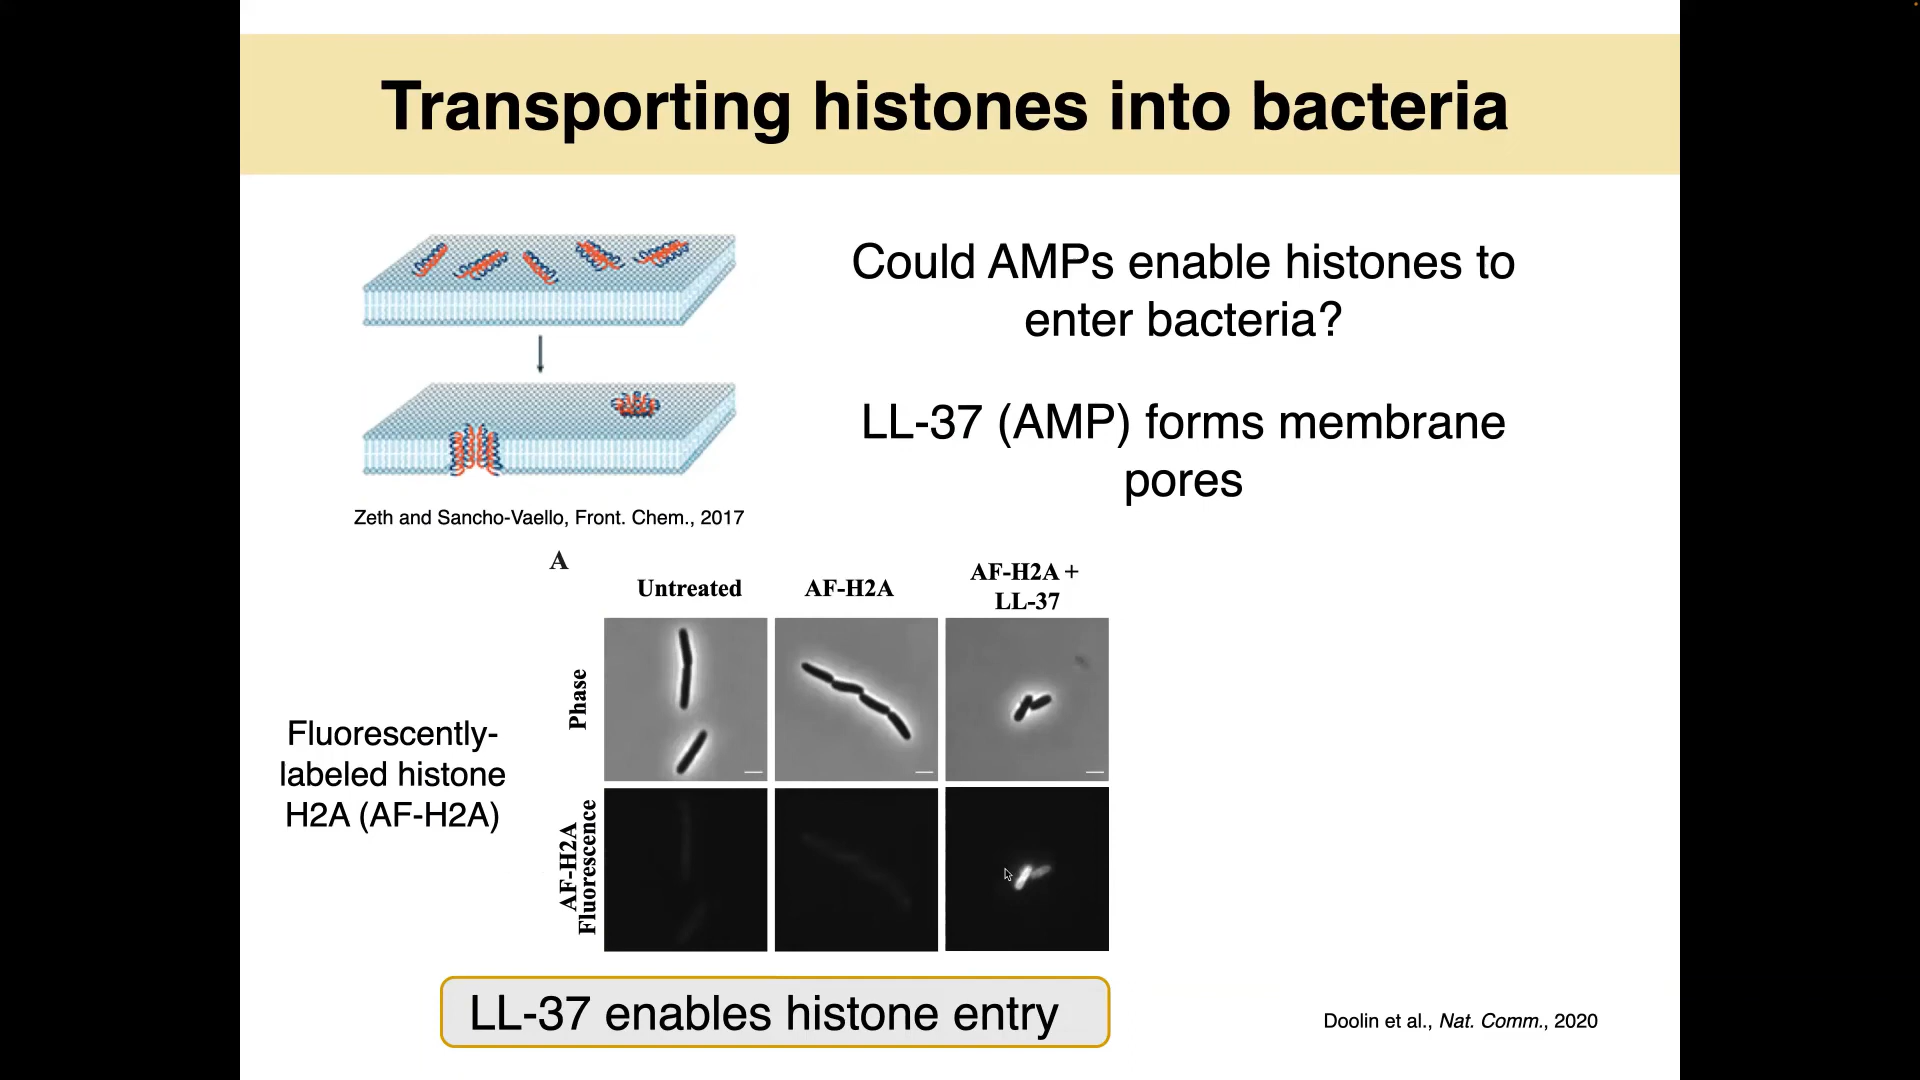 Transporting histones into bacteria
Could AMPs enable histones to
enter bacteria?
LL-37 (AMP) forms membrane
pores
Zeth and Sancho-Vaello, Front. Chem., 2017
A
Untreated
AF-H2A
AF-H2A +
LL-37
Phase
AF-H2A
Fluorescence
Fluorescently-
labeled histone
H2A (AF-H2A)
LL-37 enables histone entry
Doolin et al., Nat. Comm., 2020